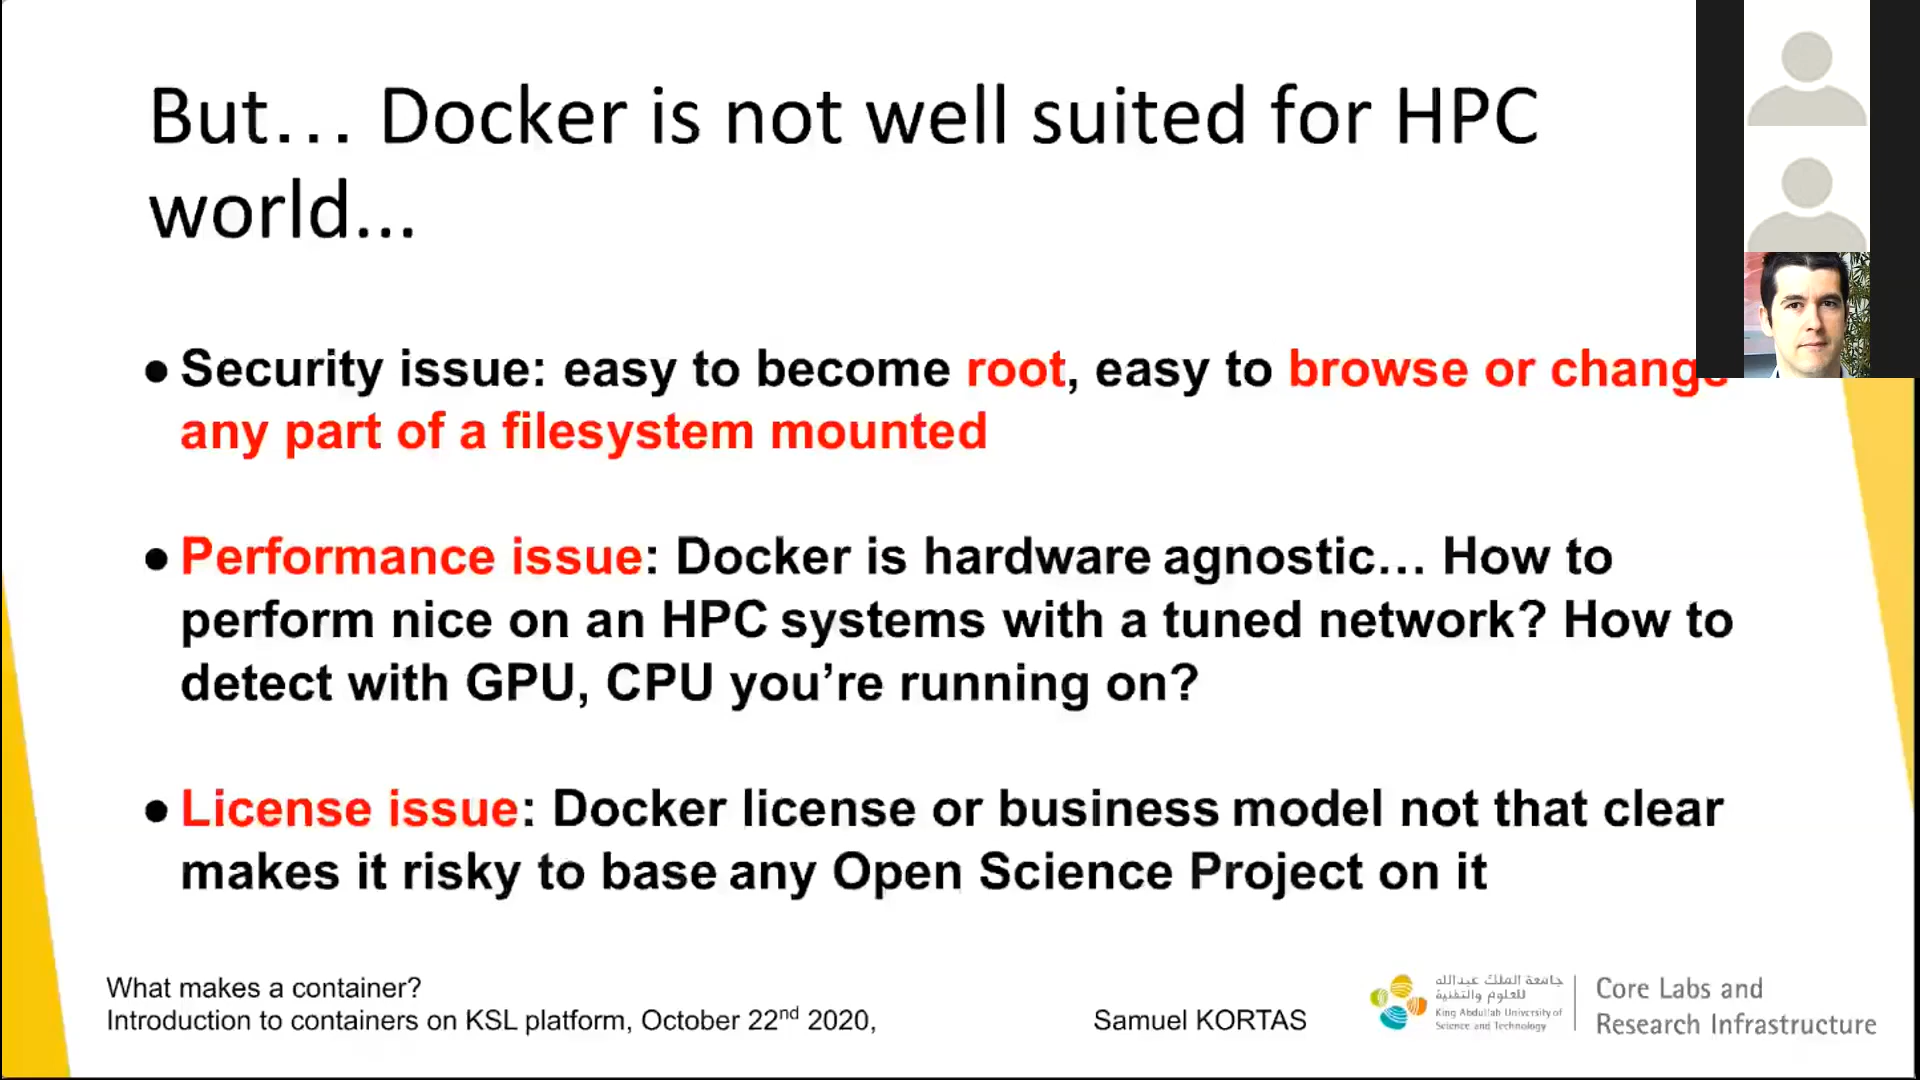 But… Docker is not well suited for HPC
world...
● Security issue: easy to become root, easy to browse or change
any part of a filesystem mounted
● Performance issue: Docker is hardware agnostic… How to
perform nice on an HPC systems with a tuned network? How to
detect with GPU, CPU you’re running on?
● License issue: Docker license or business model not that clear
makes it risky to base any Open Science Project on it
What makes a container?
Introduction to containers on KSL platform, October 22nd 2020,
Samuel KORTAS
جامعة الملك عبدالله
للعلوم والتقنية
King Abdullah University of
Science and Technology
Core Labs and
Research Infrastructure